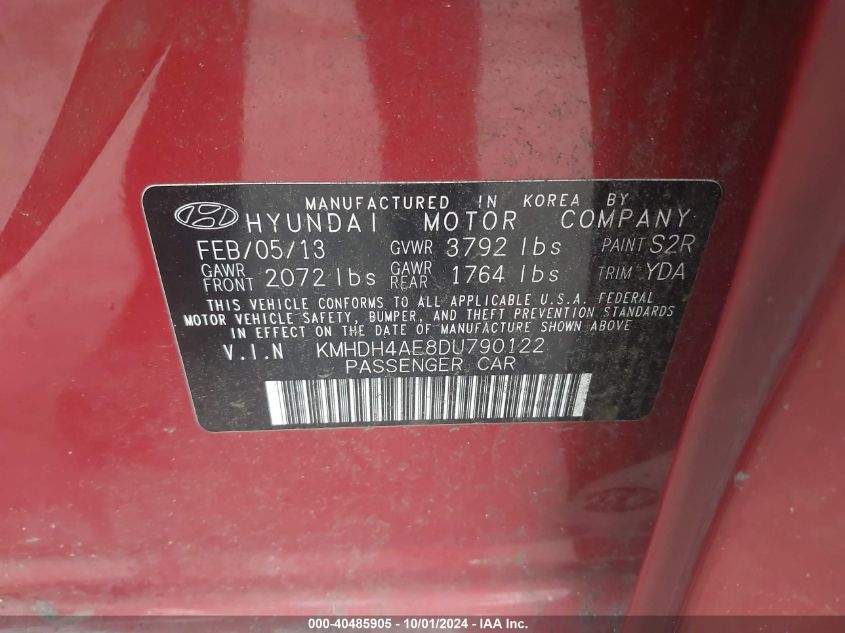 MANUFACTURED IN KOREA BY
HYUNDAI MOTOR COMPANY
FEB/05/13 GVWR 3792 lbs PAINT S2R
GAWR FRONT 2072 lbs GAWR REAR 1764 lbs TRIM YDA
THIS VEHICLE CONFORMS TO ALL APPLICABLE U.S.A. FEDERAL
MOTOR VEHICLE SAFETY, BUMPER, AND THEFT PREVENTION STANDARDS
IN EFFECT ON THE DATE OF MANUFACTURE SHOWN ABOVE
V.I.N KMHDH4AE8DU790122
PASSENGER CAR
000-40485905 - 10/01/2024 - IAA Inc.